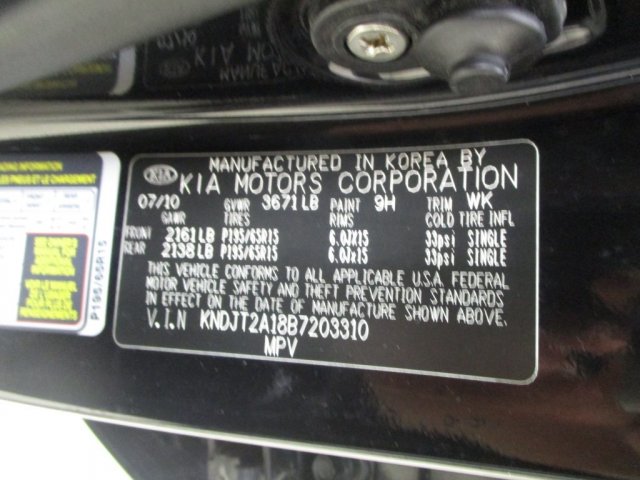 MANUFACTURED IN KOREA BY
KIA KIA MOTORS CORPORATION
07/10 GVWR 3671LB PAINT 9H TRIM WK
GAWR TIRES RIMS COLD TIRE INFL
FRONT 2161LB P195/65R15 6.0Jx15 33psi SINGLE
REAR 2138LB P195/65R15 6.0Jx15 33psi SINGLE
THIS VEHICLE CONFORMS TO ALL APPLICABLE U.S.A. FEDERAL
MOTOR VEHICLE SAFETY AND THEFT PREVENTION STANDARDS
IN EFFECT ON THE DATE OF MANUFACTURE SHOWN ABOVE.
V.I.N KNDJT2A18B7203310
MPV
P195/65R15